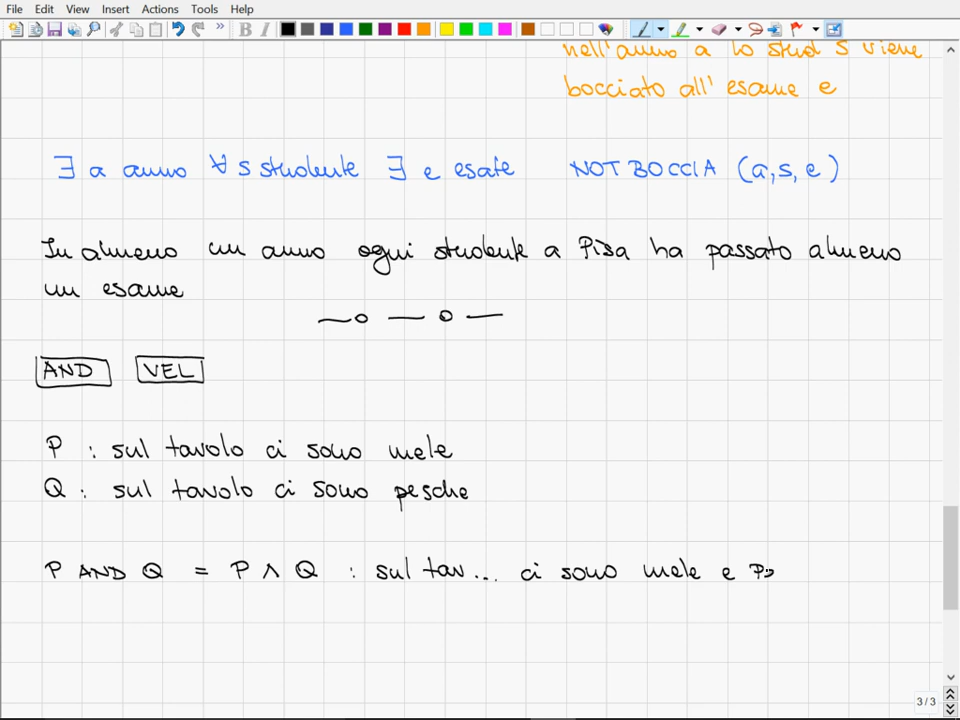 File Edit View Insert Actions Tools Help
nell'anno a lo stud s viene
bocciato all'esame e
∃ a anno ∀ s studente ∃ e esate NOT BOCCIA (a,s,e)
In almeno un anno ogni studente a Pisa ha passato almeno
un esame
AND VEL
P : sul tavolo ci sono mele
Q : sul tavolo ci sono pesche
P AND Q = P ∧ Q : sul tav... ci sono mele e
3 / 3